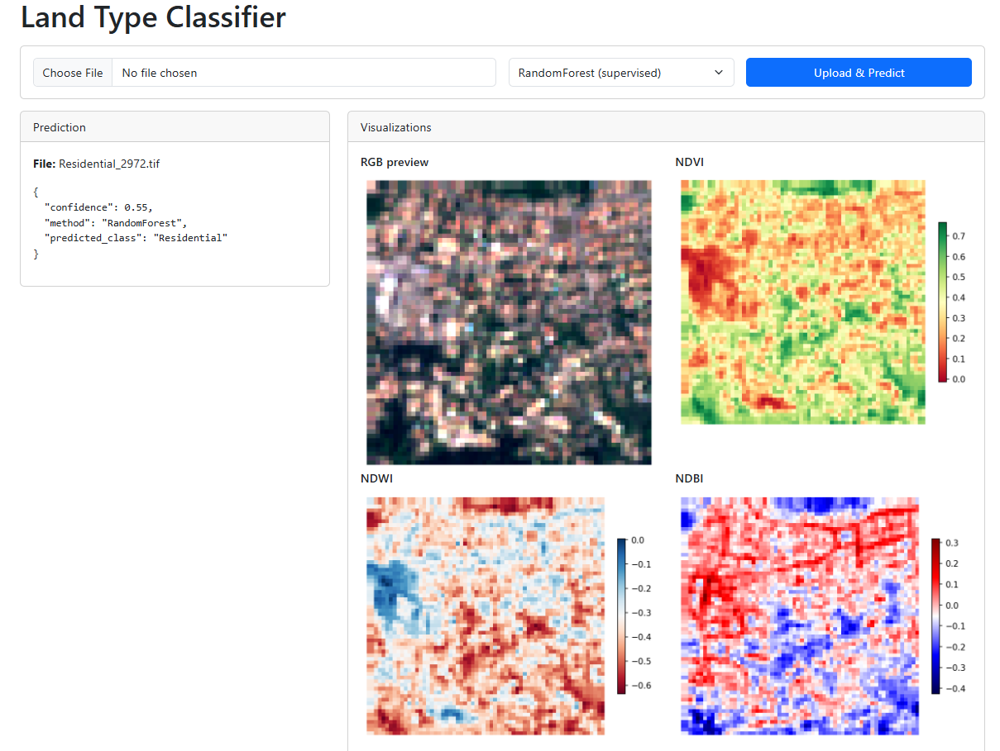 Land Type Classifier
Choose File No file chosen RandomForest (supervised) Upload & Predict
Prediction
File: Residential_2972.tif
{
"confidence": 0.55,
"method": "RandomForest",
"predicted_class": "Residential"
}
Visualizations
RGB preview
NDVI
0.7
0.6
0.5
0.4
0.3
0.2
0.1
0.0
NDWI
0.0
−0.1
−0.2
−0.3
−0.4
−0.5
−0.6
NDBI
0.3
0.2
0.1
0.0
−0.1
−0.2
−0.3
−0.4